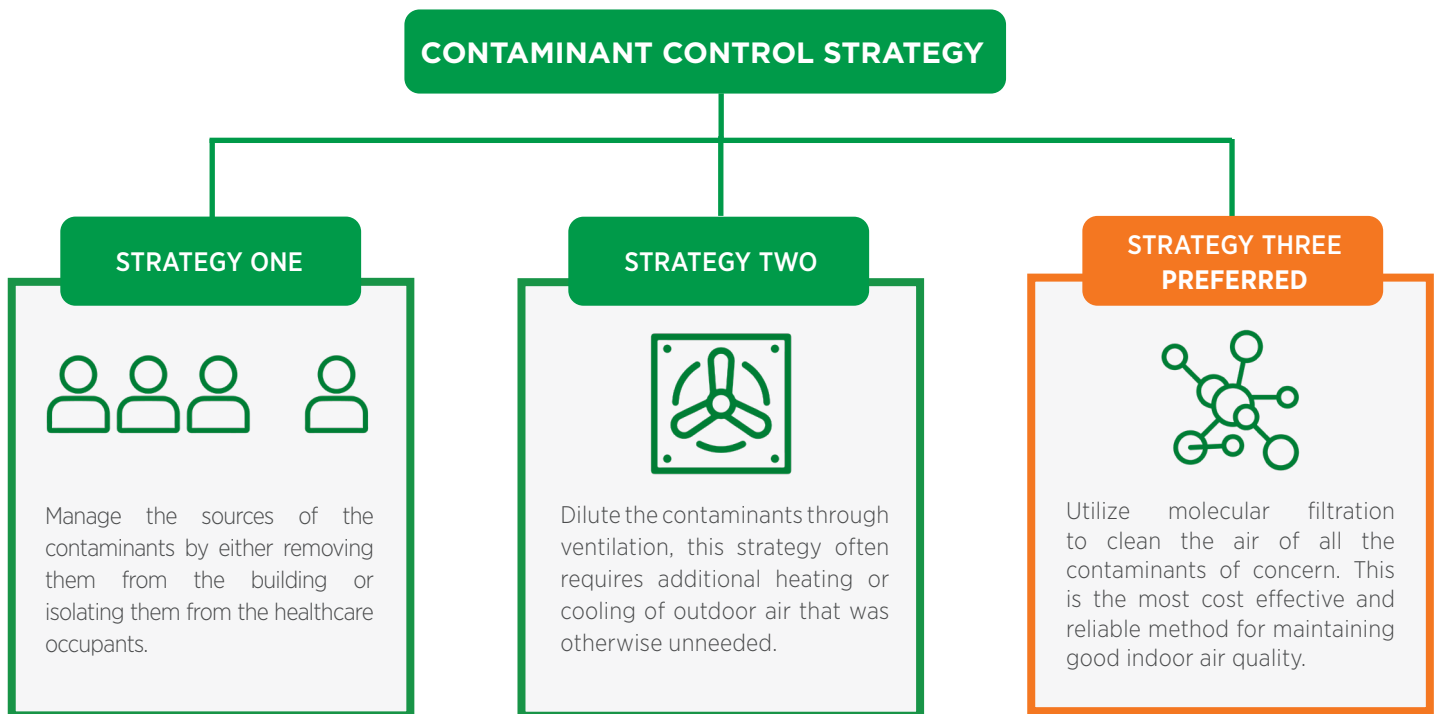 CONTAMINANT CONTROL STRATEGY
STRATEGY ONE
Manage the sources of the
contaminants by either removing
them from the building or
isolating them from the healthcare
occupants.
STRATEGY TWO
Dilute the contaminants through
ventilation, this strategy often
requires additional heating or
cooling of outdoor air that was
otherwise unneeded.
STRATEGY THREE
PREFERRED
Utilize molecular filtration
to clean the air of all the
contaminants of concern. This
is the most cost effective and
reliable method for maintaining
good indoor air quality.